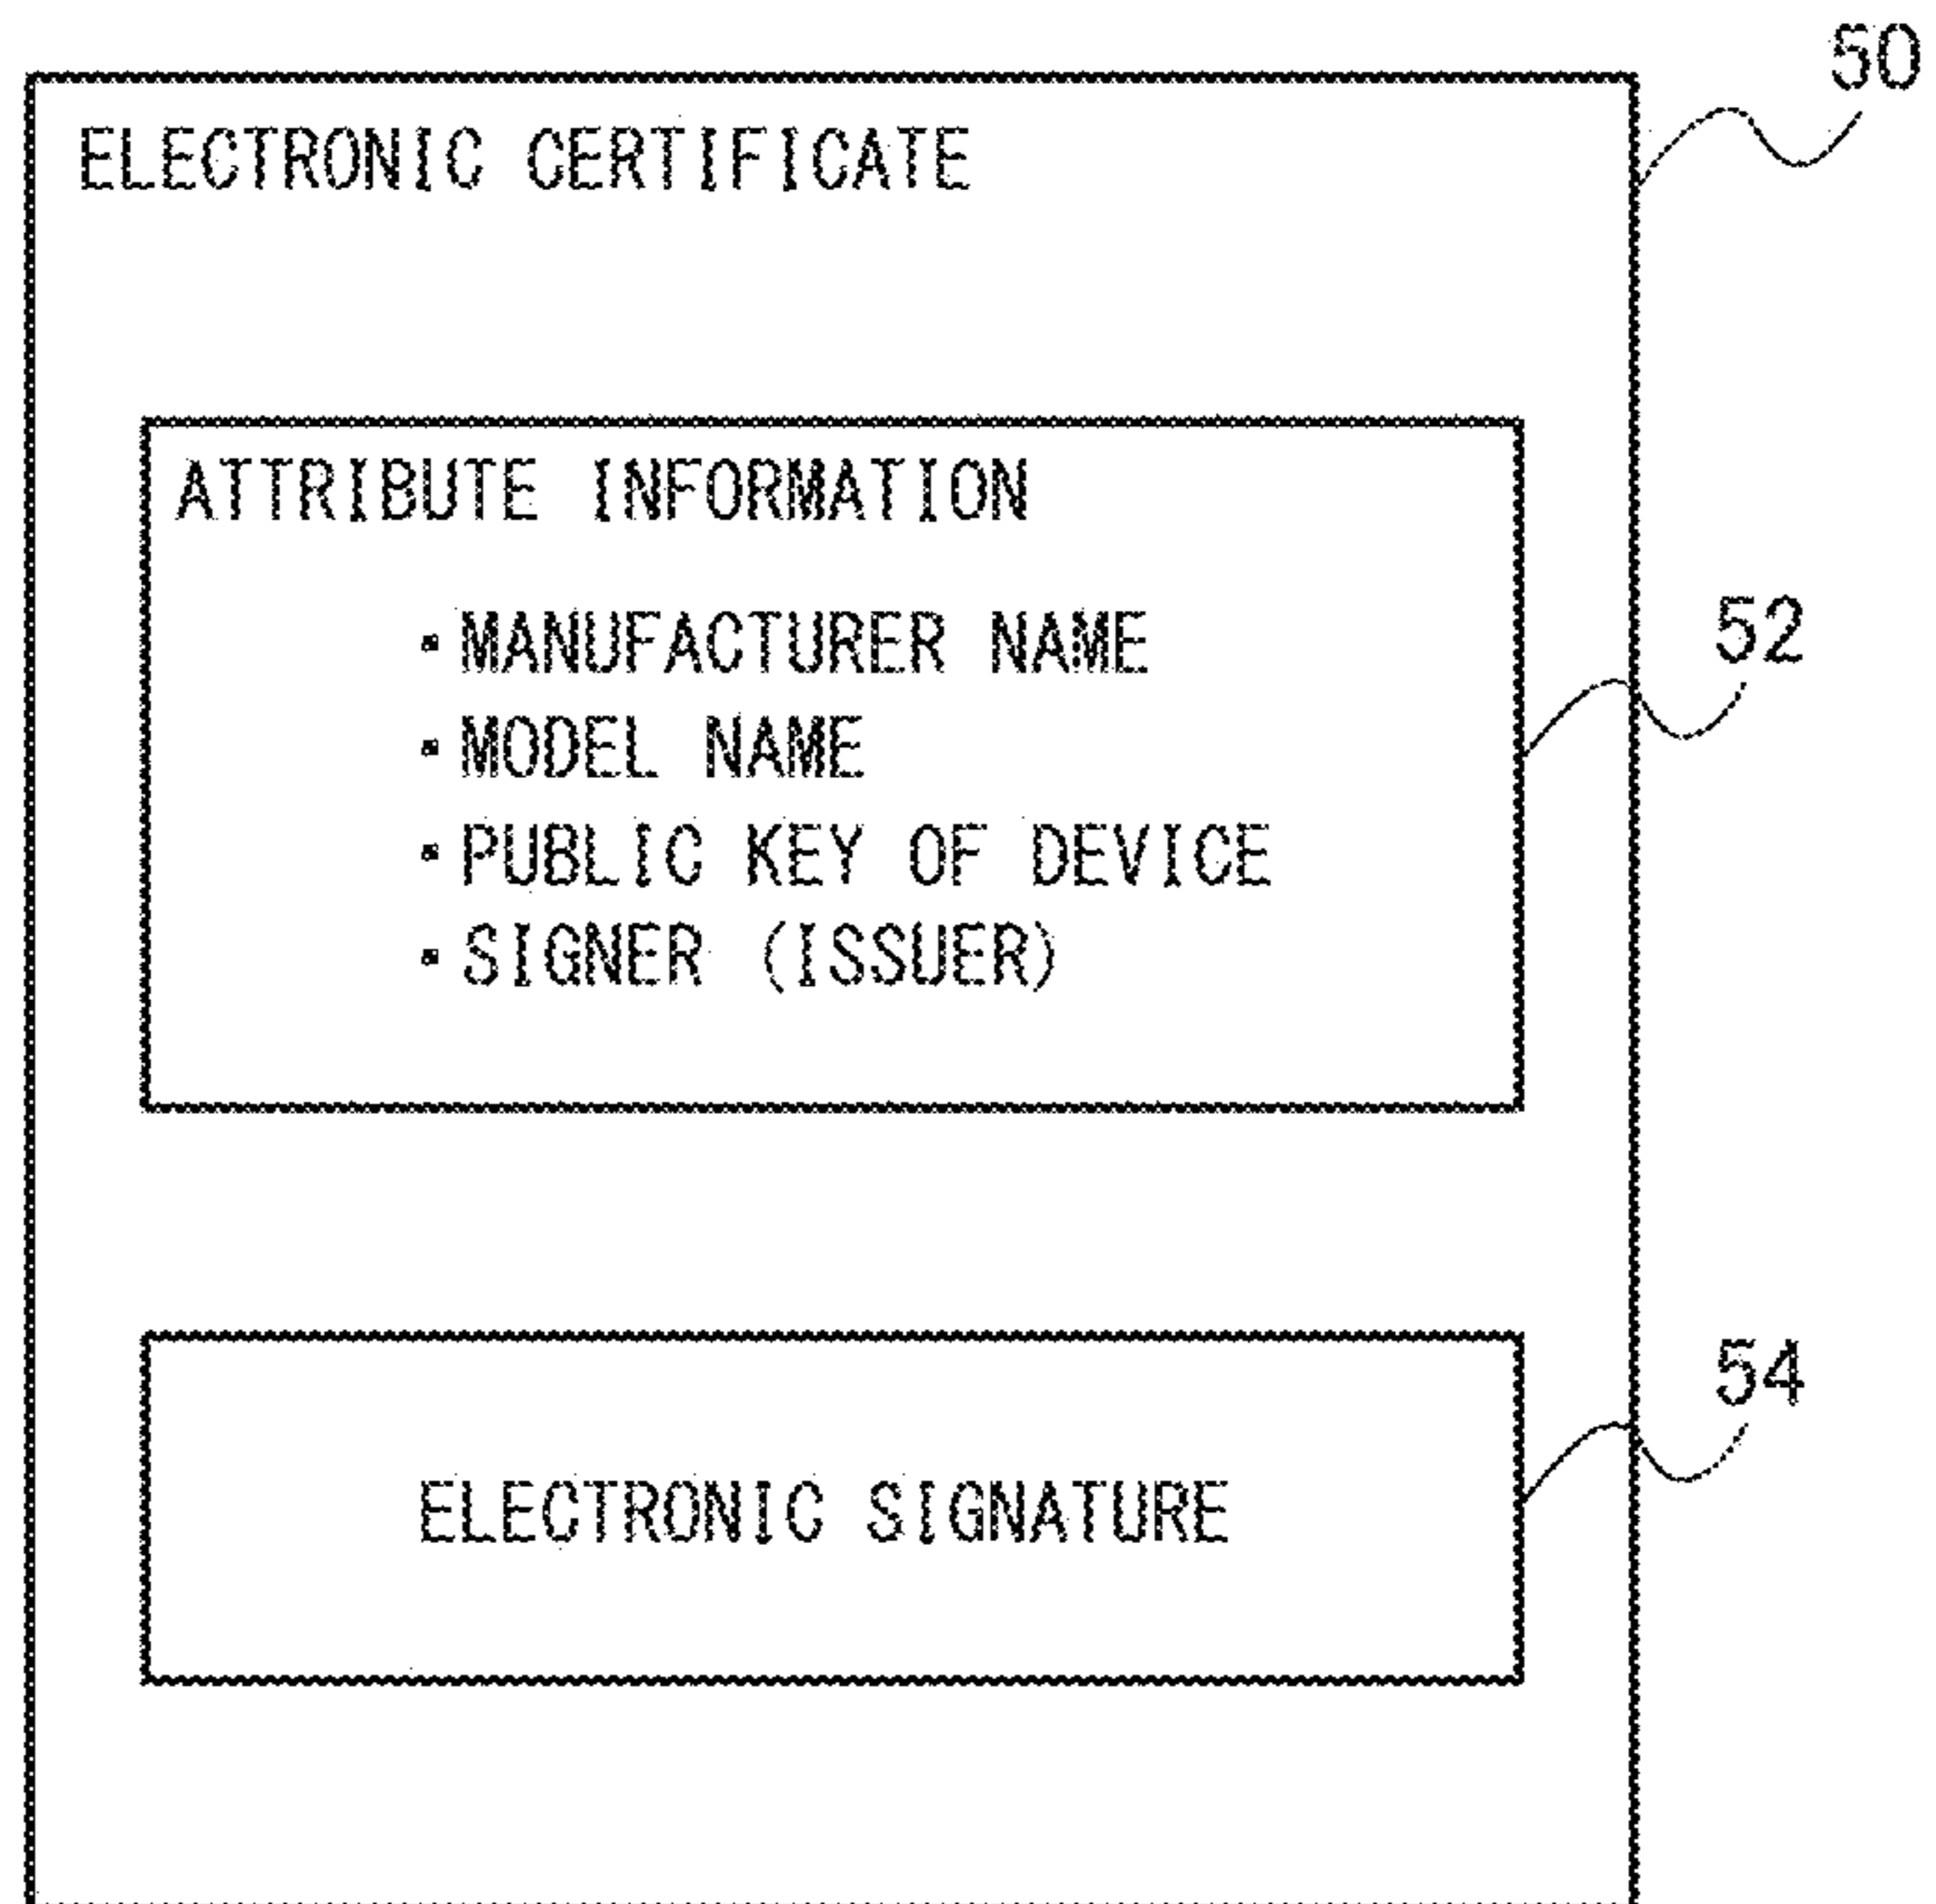 50
ELECTRONIC CERTIFICATE
ATTRIBUTE INFORMATION
・MANUFACTURER NAME
52
・MODEL NAME
・PUBLIC KEY OF DEVICE
・SIGNER (ISSUER)
54
ELECTRONIC SIGNATURE